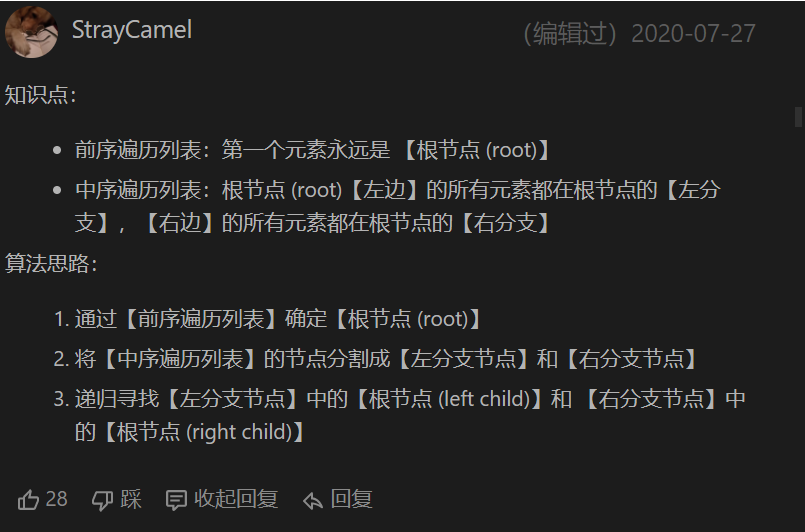 StrayCamel
（编辑过）2020-07-27
知识点：
• 前序遍历列表：第一个元素永远是 【根节点 (root)】
• 中序遍历列表：根节点 (root)【左边】的所有元素都在根节点的【左分
支】，【右边】的所有元素都在根节点的【右分支】
算法思路：
1. 通过【前序遍历列表】确定【根节点 (root)】
2. 将【中序遍历列表】的节点分割成【左分支节点】和【右分支节点】
3. 递归寻找【左分支节点】中的【根节点 (left child)】和 【右分支节点】中
的【根节点 (right child)】
28 踩 收起回复 回复